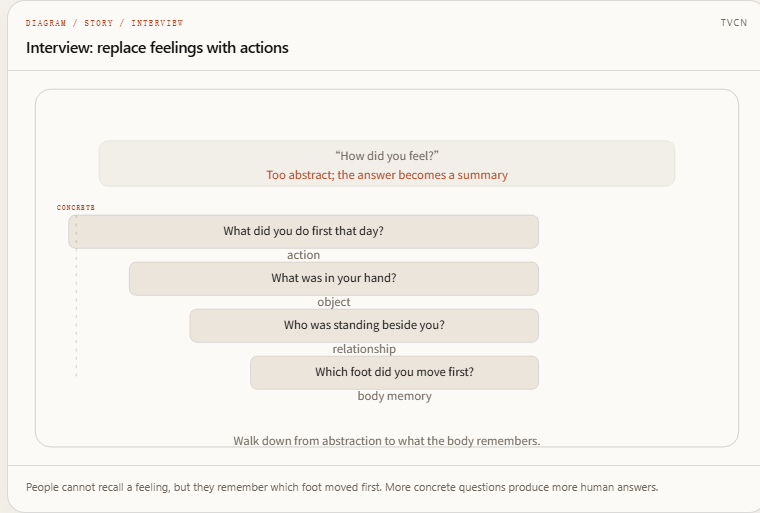 DIAGRAM / STORY / INTERVIEW
TVCN
Interview: replace feelings with actions
“How did you feel?”
Too abstract; the answer becomes a summary
CONCRETE
What did you do first that day?
action
What was in your hand?
object
Who was standing beside you?
relationship
Which foot did you move first?
body memory
Walk down from abstraction to what the body remembers.
People cannot recall a feeling, but they remember which foot moved first. More concrete questions produce more human answers.